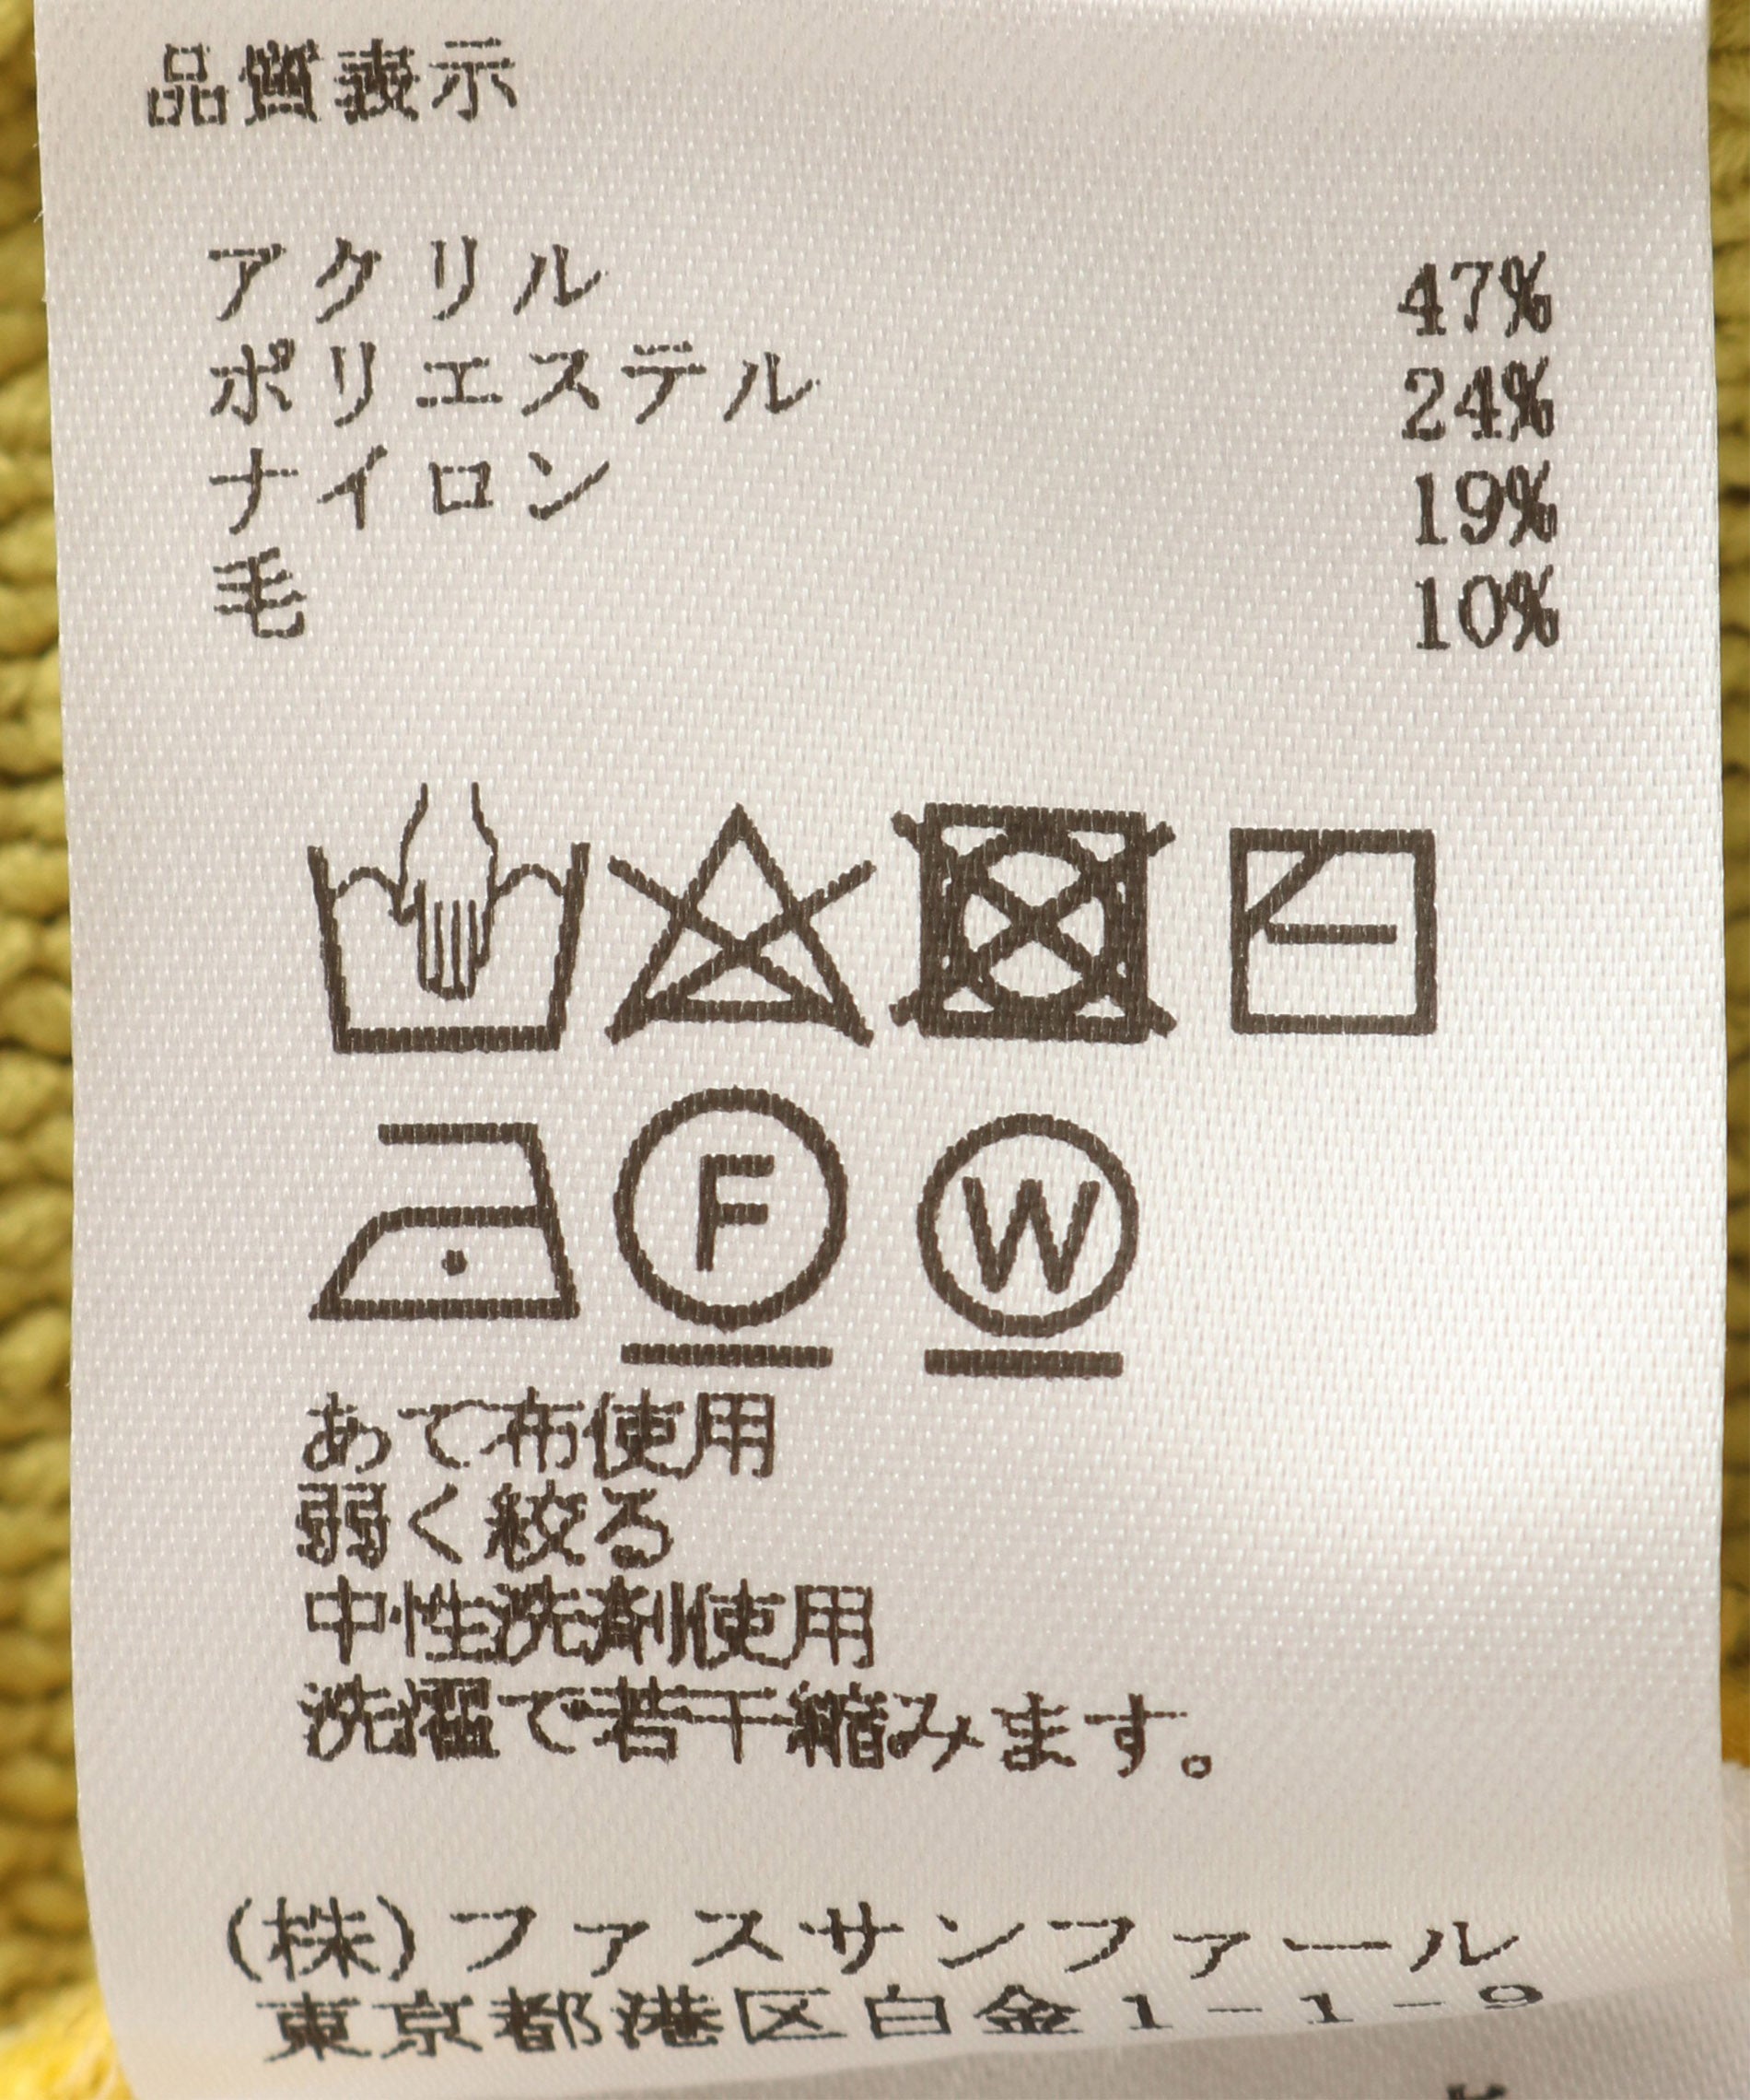 品質表示
アクリル 47%
ポリエステル 24%
ナイロン 19%
毛 10%
F W
あて布使用
弱く絞る
中性洗剤使用
洗濯で若干縮みます。
(株)ファスサンファール
東京都港区白金1-1-9